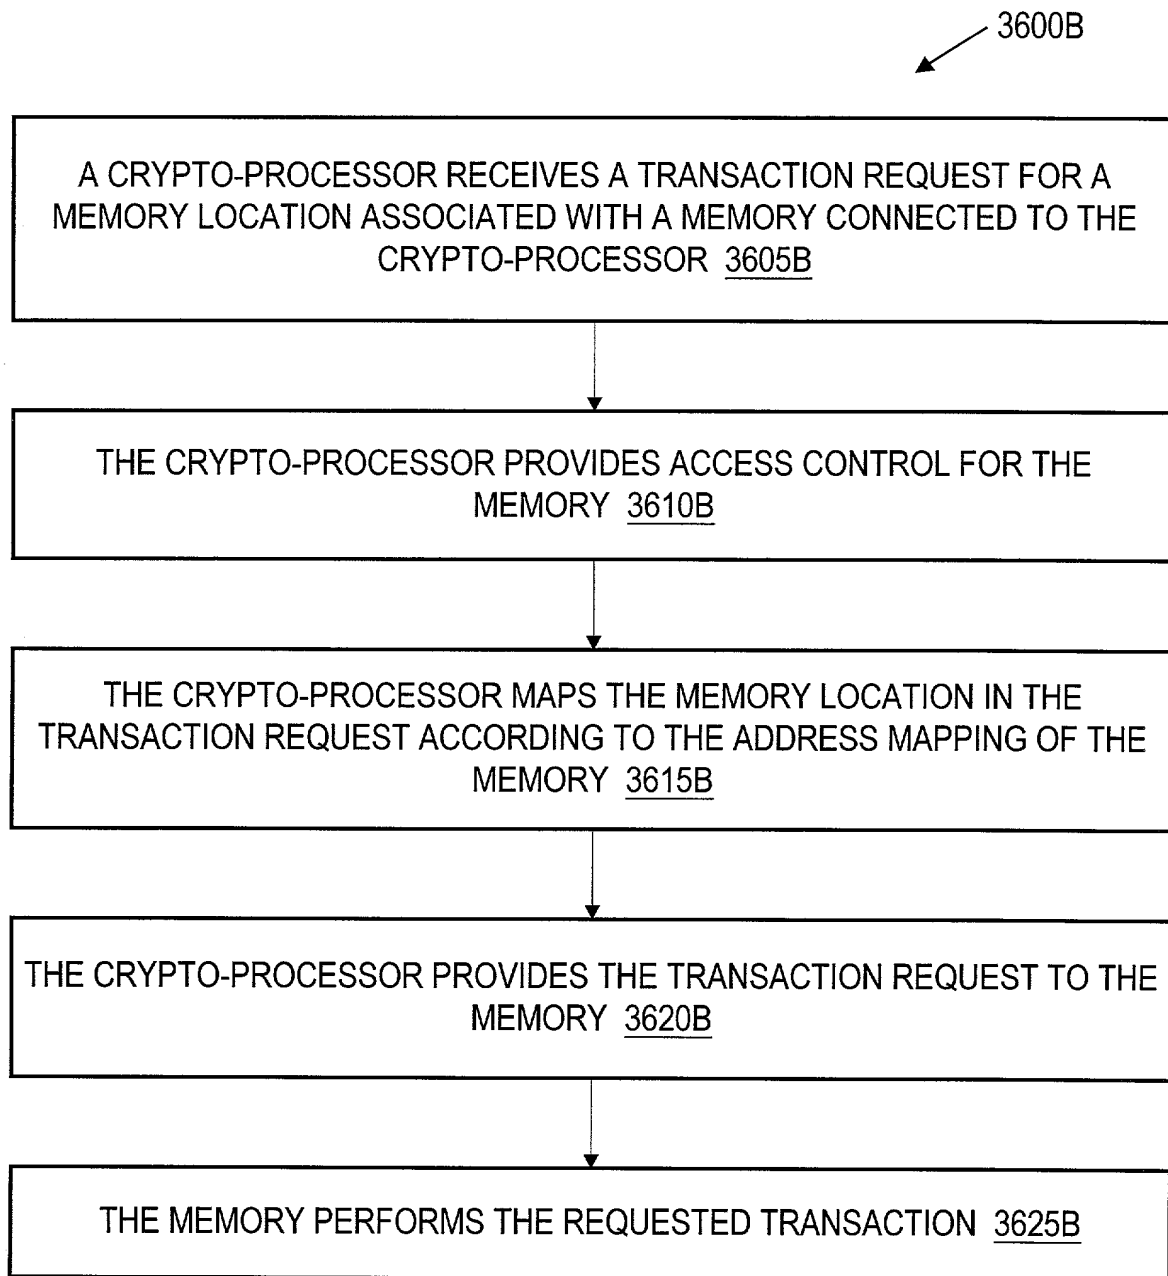 3600B
A CRYPTO-PROCESSOR RECEIVES A TRANSACTION REQUEST FOR A
MEMORY LOCATION ASSOCIATED WITH A MEMORY CONNECTED TO THE
CRYPTO-PROCESSOR 3605B
THE CRYPTO-PROCESSOR PROVIDES ACCESS CONTROL FOR THE
MEMORY 3610B
THE CRYPTO-PROCESSOR MAPS THE MEMORY LOCATION IN THE
TRANSACTION REQUEST ACCORDING TO THE ADDRESS MAPPING OF THE
MEMORY 3615B
THE CRYPTO-PROCESSOR PROVIDES THE TRANSACTION REQUEST TO THE
MEMORY 3620B
THE MEMORY PERFORMS THE REQUESTED TRANSACTION 3625B